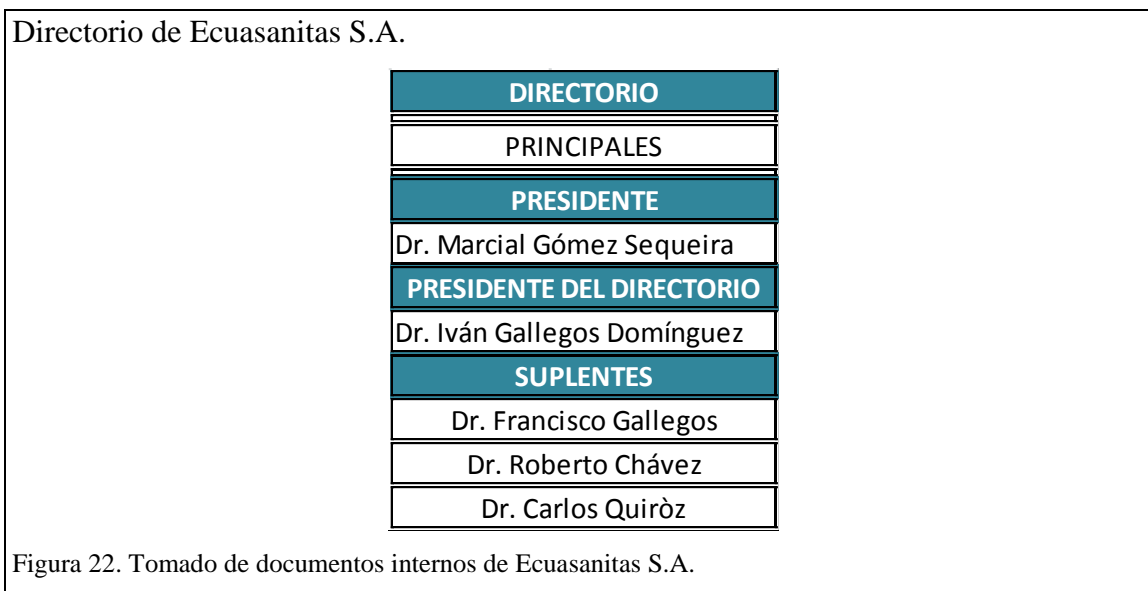 Directorio de Ecuasanitas S.A.
DIRECTORIO
PRINCIPALES
PRESIDENTE
Dr. Marcial Gómez Sequeira
PRESIDENTE DEL DIRECTORIO
Dr. Iván Gallegos Domínguez
SUPLENTES
Dr. Francisco Gallegos
Dr. Roberto Chávez
Dr. Carlos Quiròz
Figura 22. Tomado de documentos internos de Ecuasanitas S.A.